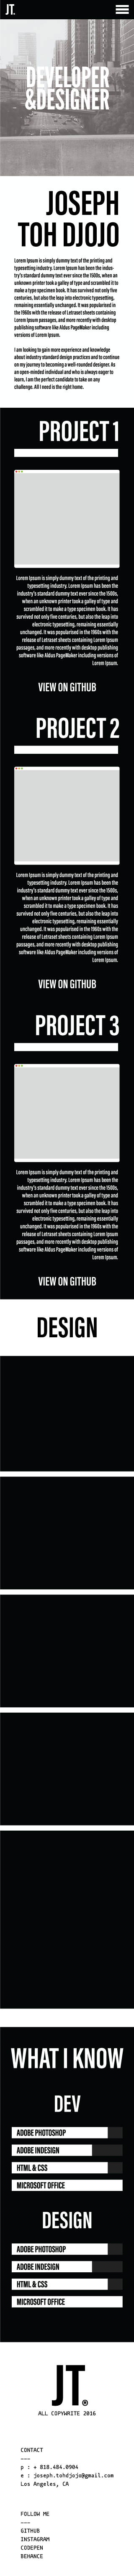 JT.
DEVELOPER
&DESIGNER
JOSEPH
TOH DJOJO
Lorem Ipsum is simply dummy text of the printing and
typesetting industry. Lorem Ipsum has been the indus-
try's standard dummy text ever since the 1500s, when
an unknown printer took a galley of type and scrambled it to
make a type specimen book. It has survived not only five
centuries, but also the leap into electronic typesetting,
remaining essentially unchanged. It was popularised in
the 1960s with the release of Letraset sheets containing
Lorem Ipsum passages, and more recently with desktop
publishing software like Aldus PageMaker including
versions of Lorem Ipsum.
I am looking to gain more experience and knowledge
about industry standard design practices and to continue
on my journey to becoming a well-rounded designer. As
an open-minded individual and who is always eager to
learn, I am the perfect candidate to take on any
challenge. All I need is the right home.
PROJECT 1
Lorem Ipsum is simply dummy text of the printing and
typesetting industry. Lorem Ipsum has been the
industry's standard dummy text ever since the 1500s,
when an unknown printer took a galley of type and
scrambled it to make a type specimen book. It has
survived not only five centuries, but also the leap into
electronic typesetting, remaining essentially
unchanged. It was popularised in the 1960s with the
release of Letraset sheets containing Lorem Ipsum
passages, and more recently with desktop publishing
software like Aldus PageMaker including versions of
Lorem Ipsum.
VIEW ON GITHUB
PROJECT 2
Lorem Ipsum is simply dummy text of the printing and
typesetting industry. Lorem Ipsum has been the
industry's standard dummy text ever since the 1500s,
when an unknown printer took a galley of type and
scrambled it to make a type specimen book. It has
survived not only five centuries, but also the leap into
electronic typesetting, remaining essentially
unchanged. It was popularised in the 1960s with the
release of Letraset sheets containing Lorem Ipsum
passages, and more recently with desktop publishing
software like Aldus PageMaker including versions of
Lorem Ipsum.
VIEW ON GITHUB
PROJECT 3
Lorem Ipsum is simply dummy text of the printing and
typesetting industry. Lorem Ipsum has been the
industry's standard dummy text ever since the 1500s,
when an unknown printer took a galley of type and
scrambled it to make a type specimen book. It has
survived not only five centuries, but also the leap into
electronic typesetting, remaining essentially
unchanged. It was popularised in the 1960s with the
release of Letraset sheets containing Lorem Ipsum
passages, and more recently with desktop publishing
software like Aldus PageMaker including versions of
Lorem Ipsum.
VIEW ON GITHUB
DESIGN
WHAT I KNOW
DEV
ADOBE PHOTOSHOP
ADOBE INDESIGN
HTML & CSS
MICROSOFT OFFICE
DESIGN
ADOBE PHOTOSHOP
ADOBE INDESIGN
HTML & CSS
MICROSOFT OFFICE
JT®
ALL COPYWRITE 2016
CONTACT
---
p : + 818.484.0904
e : joseph.tohdjojo@gmail.com
Los Angeles, CA
FOLLOW ME
---
GITHUB
INSTAGRAM
CODEPEN
BEHANCE